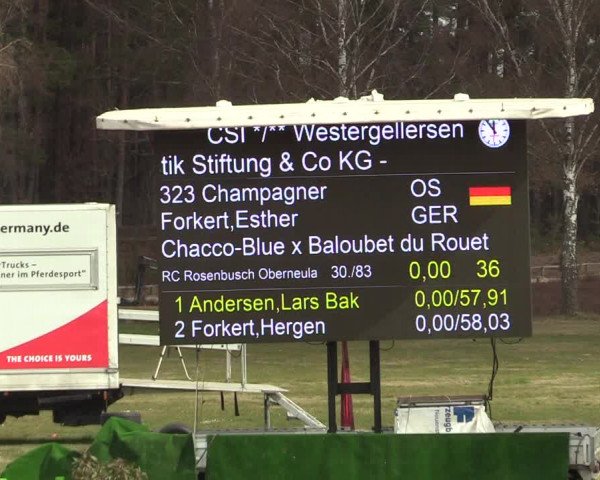 CSI */** Westergellersen
tik Stiftung & Co KG -
323 Champagner OS
Forkert,Esther GER
Chacco-Blue x Baloubet du Rouet
RC Rosenbusch Oberneula 30./83 0,00 36
1 Andersen,Lars Bak 0,00/57,91
2 Forkert,Hergen 0,00/58,03
ermany.de
Trucks –
ner im Pferdesport"
THE CHOICE IS YOURS